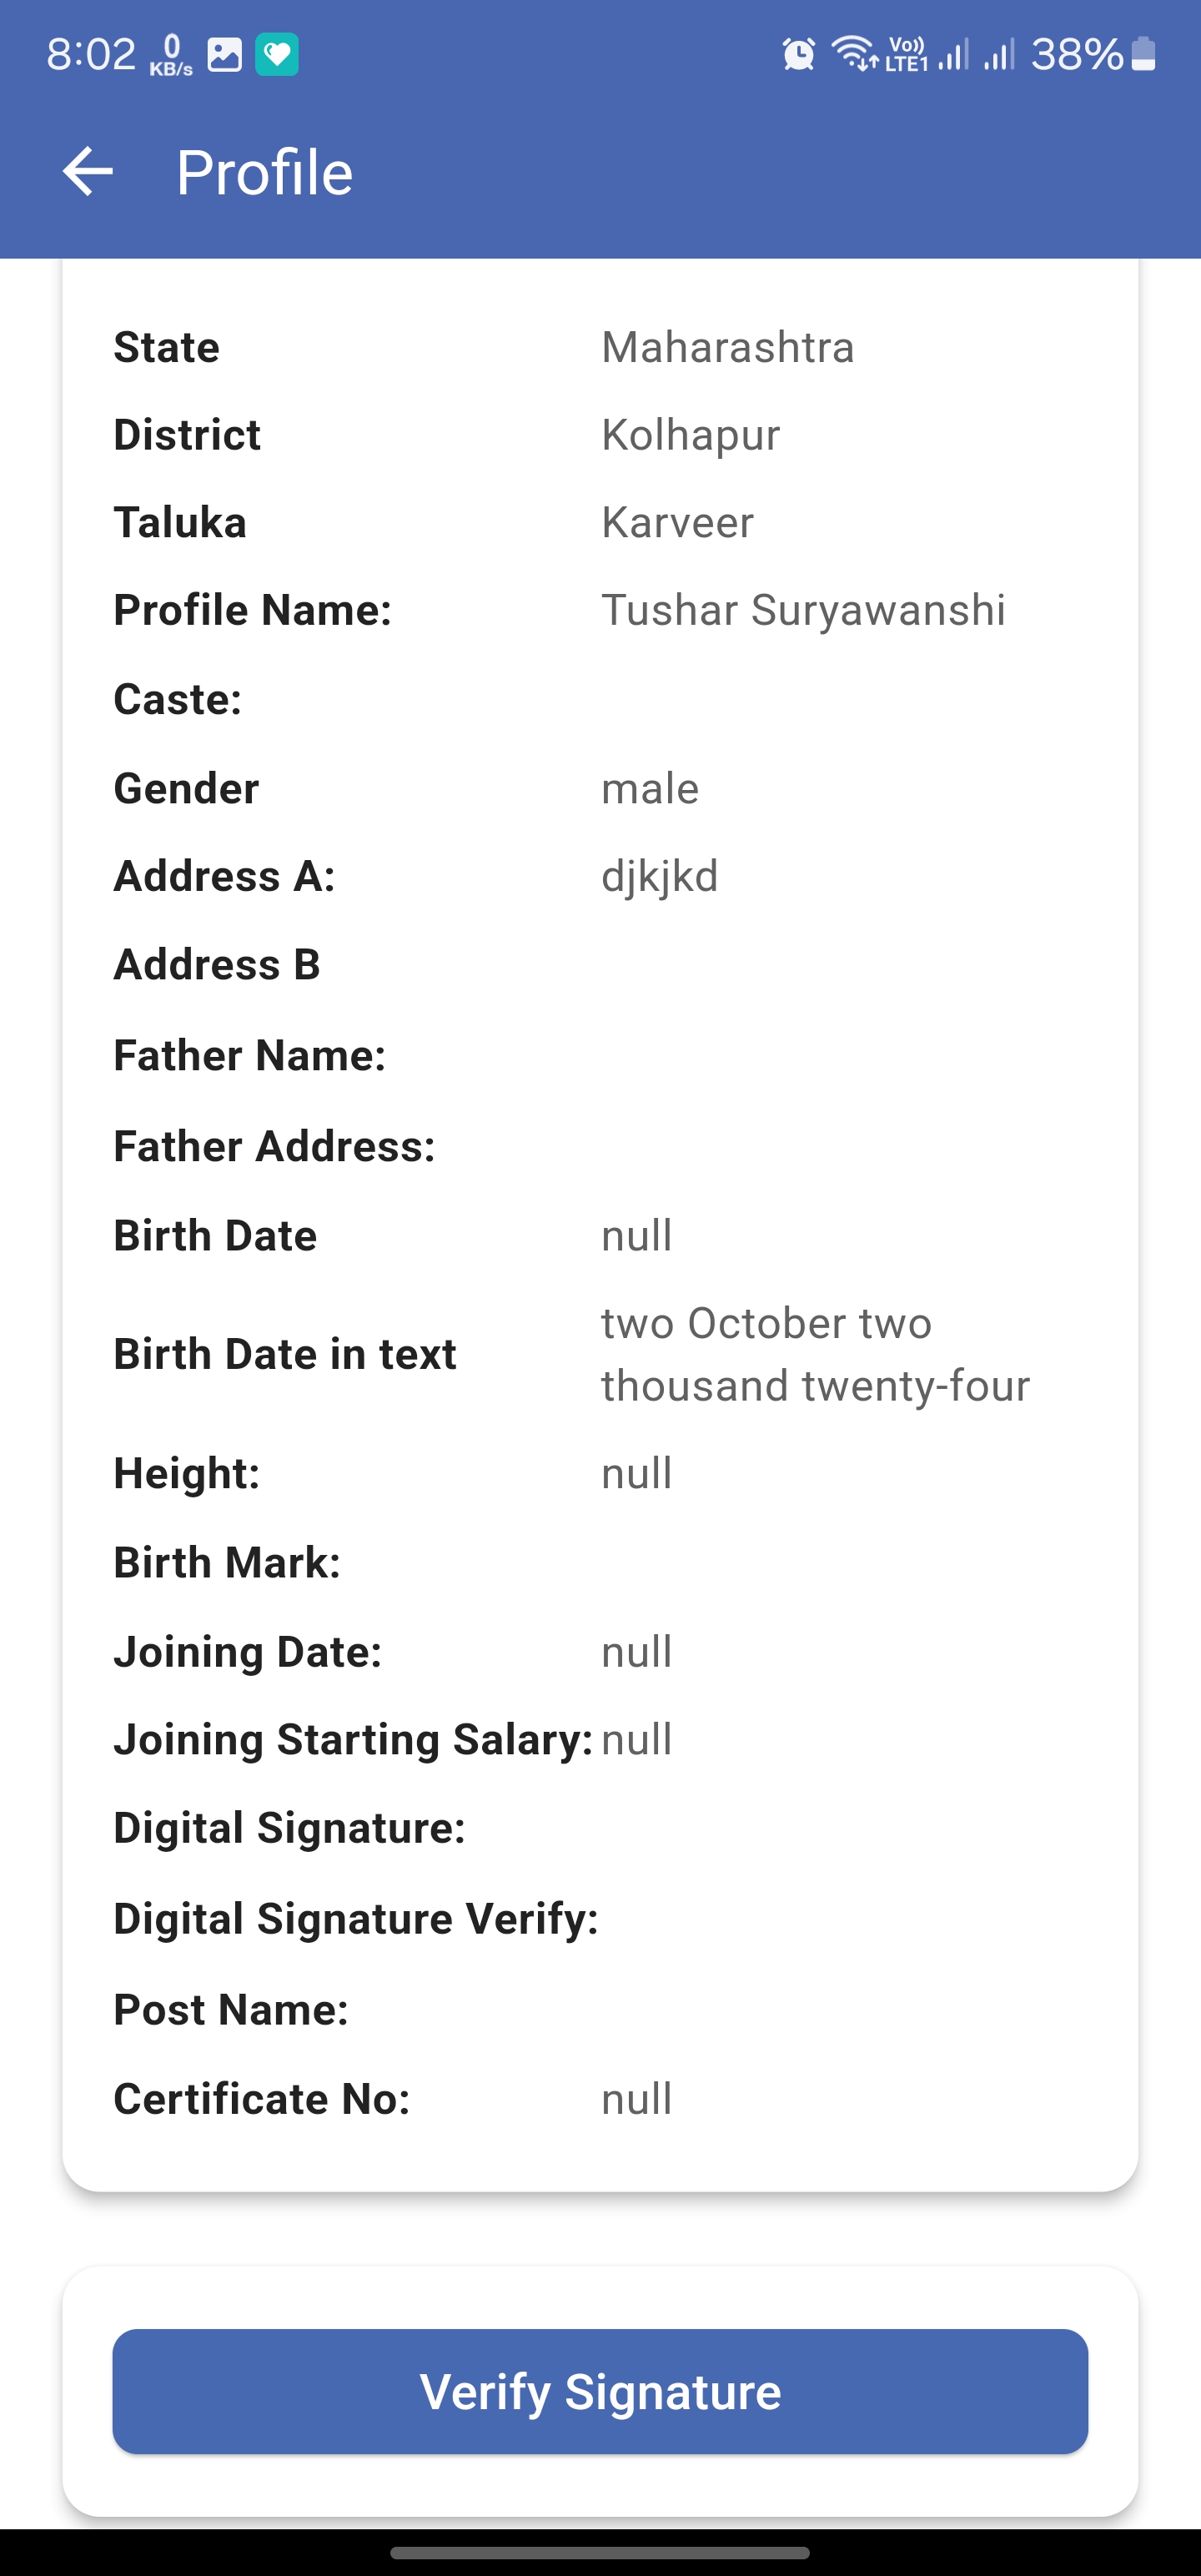 8:02 0 KB/s Vo)) LTE1 38%
Profile
State Maharashtra
District Kolhapur
Taluka Karveer
Profile Name: Tushar Suryawanshi
Caste:
Gender male
Address A: djkjkd
Address B
Father Name:
Father Address:
Birth Date null
Birth Date in text two October two
thousand twenty-four
Height: null
Birth Mark:
Joining Date: null
Joining Starting Salary: null
Digital Signature:
Digital Signature Verify:
Post Name:
Certificate No: null
Verify Signature